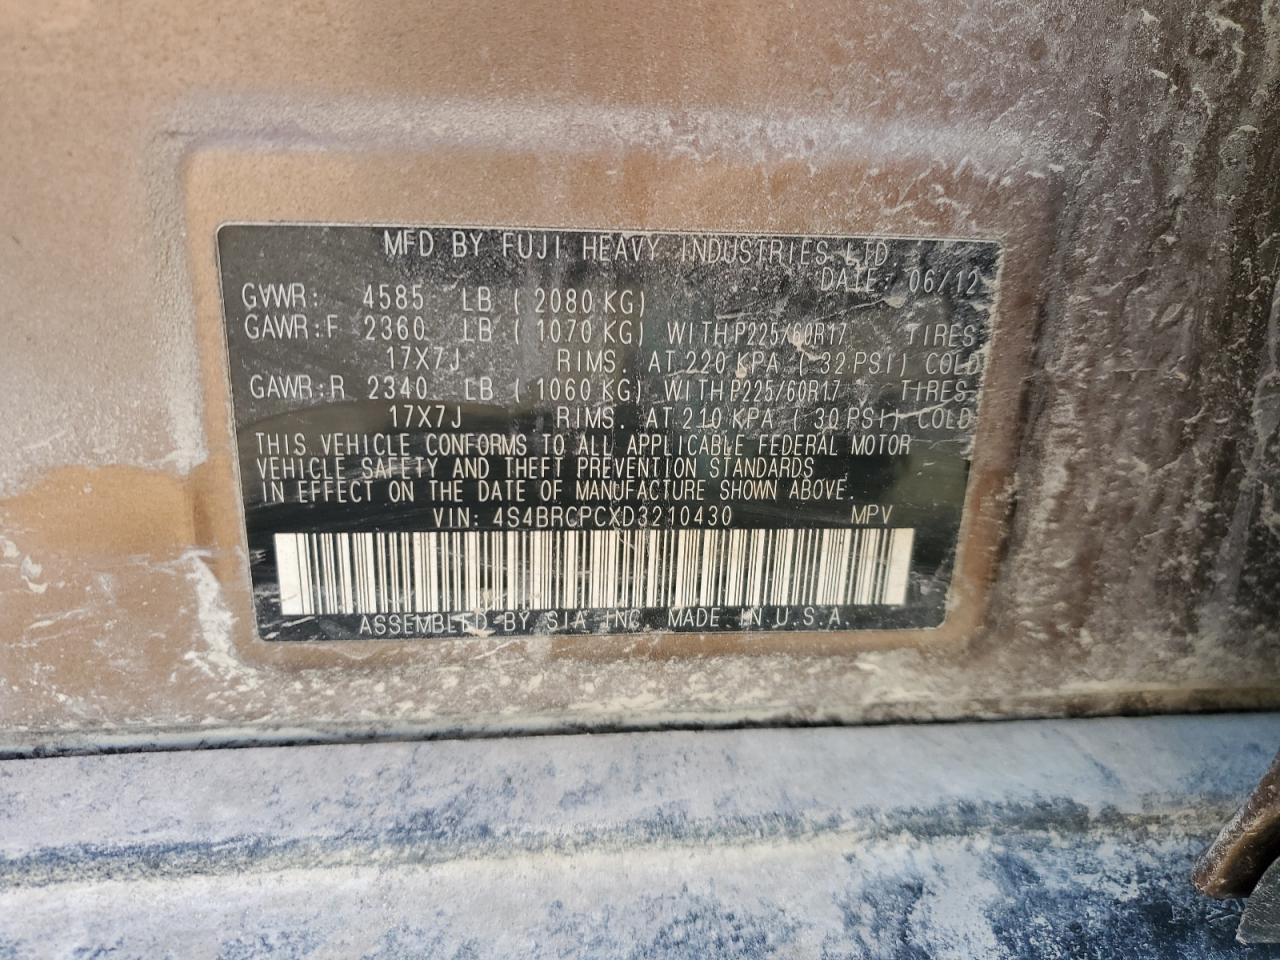 MFD BY FUJI HEAVY INDUSTRIES LTD
DATE: 06/12
GVWR: 4585 LB ( 2080 KG)
GAWR:F 2360 LB ( 1070 KG) WITH P225/60R17 TIRES
17X7J RIMS. AT 220 KPA ( 32 PSI) COLD
GAWR:R 2340 LB ( 1060 KG) WITH P225/60R17 TIRES,
17X7J RIMS. AT 210 KPA ( 30 PSI) COLD
THIS VEHICLE CONFORMS TO ALL APPLICABLE FEDERAL MOTOR
VEHICLE SAFETY AND THEFT PREVENTION STANDARDS
IN EFFECT ON THE DATE OF MANUFACTURE SHOWN ABOVE.
VIN: 4S4BRCPCXD3210430 MPV
ASSEMBLED BY SIA INC. MADE IN U.S.A.